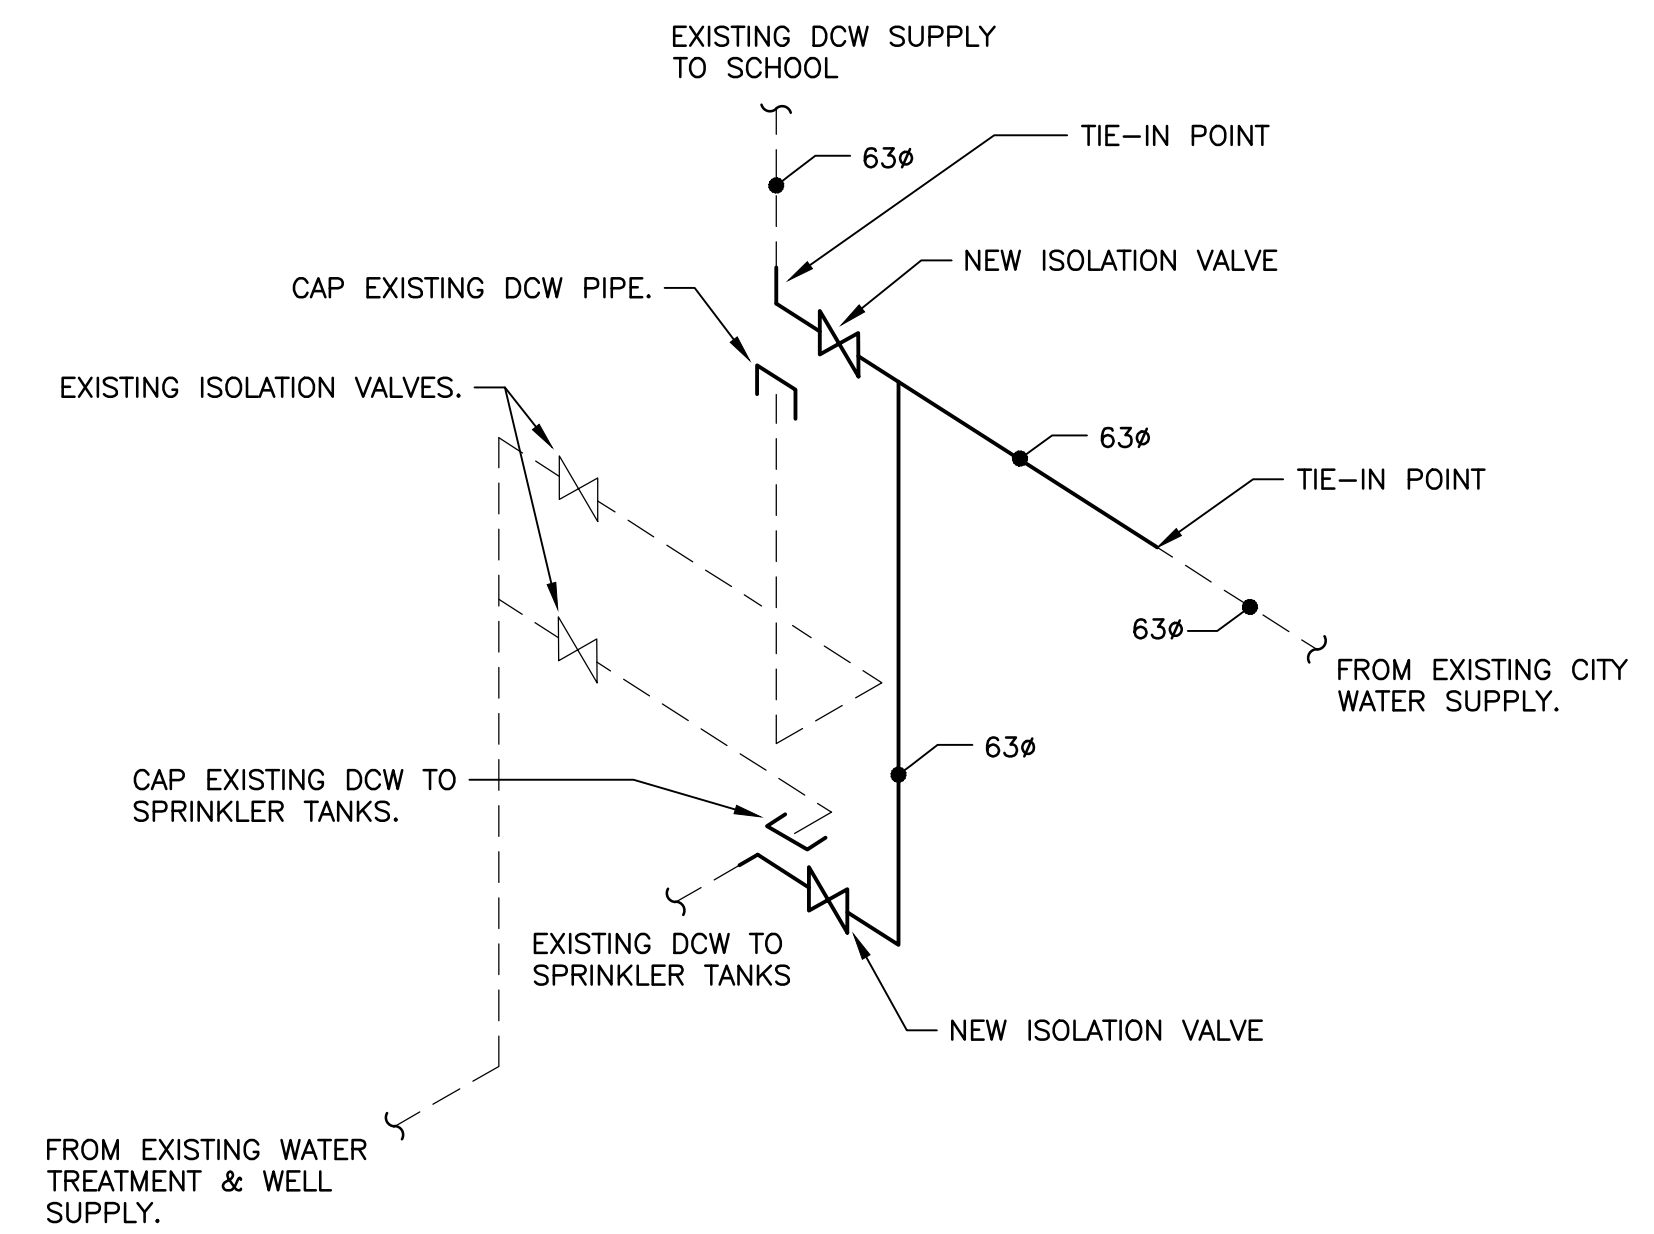 EXISTING DCW SUPPLY
TO SCHOOL
TIE-IN POINT
63ø
NEW ISOLATION VALVE
CAP EXISTING DCW PIPE.
EXISTING ISOLATION VALVES.
63ø
TIE-IN POINT
63ø
FROM EXISTING CITY
WATER SUPPLY.
63ø
CAP EXISTING DCW TO
SPRINKLER TANKS.
EXISTING DCW TO
SPRINKLER TANKS
NEW ISOLATION VALVE
FROM EXISTING WATER
TREATMENT & WELL
SUPPLY.